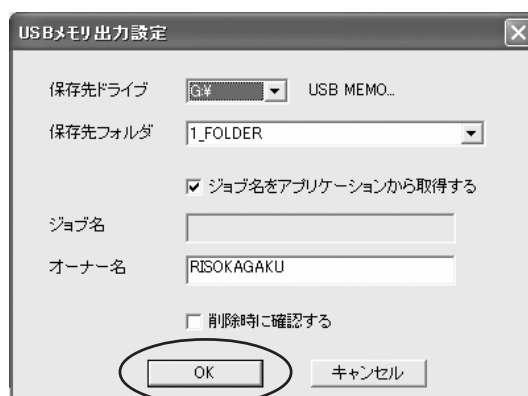 USBメモリ出力設定
保存先ドライブ G:¥ USB MEMO...
保存先フォルダ 1_FOLDER
ジョブ名をアプリケーションから取得する
ジョブ名
オーナー名 RISOKAGAKU
削除時に確認する
OK キャンセル